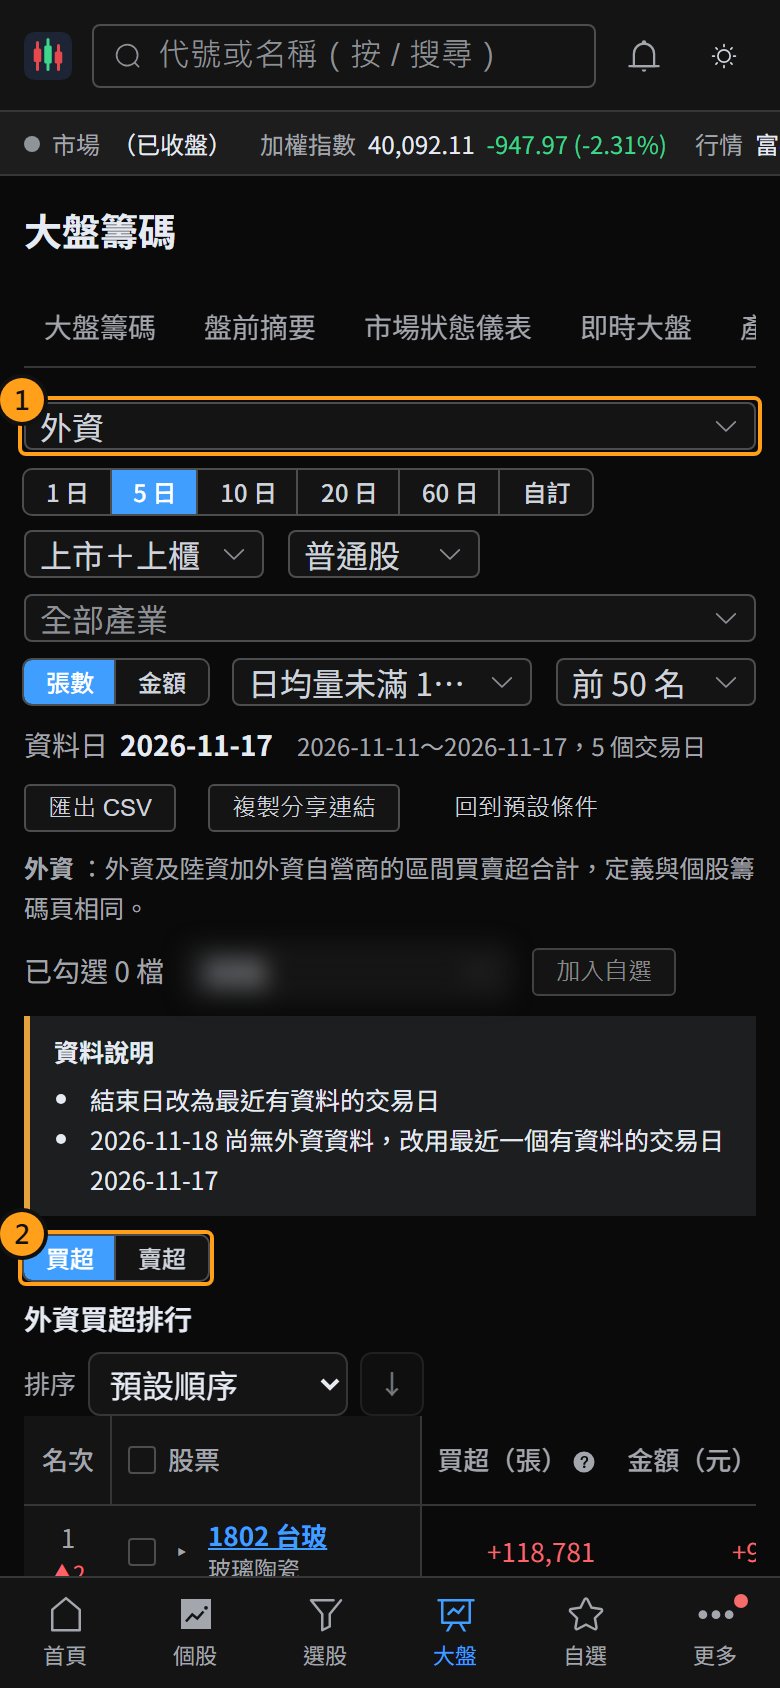 代號或名稱 ( 按 / 搜尋 )
市場 （已收盤） 加權指數 40,092.11 -947.97 (-2.31%) 行情 富
大盤籌碼
大盤籌碼 盤前摘要 市場狀態儀表 即時大盤
1
外資
1 日 5 日 10 日 20 日 60 日 自訂
上市＋上櫃 普通股
全部產業
張數 金額 日均量未滿 1… 前 50 名
資料日 2026-11-17 2026-11-11～2026-11-17，5 個交易日
匯出 CSV 複製分享連結 回到預設條件
外資 ：外資及陸資加外資自營商的區間買賣超合計，定義與個股籌
碼頁相同。
已勾選 0 檔 加入自選
資料說明
結束日改為最近有資料的交易日
2026-11-18 尚無外資資料，改用最近一個有資料的交易日
2026-11-17
2
買超 賣超
外資買超排行
排序 預設順序 ↓
名次 股票 買超（張） ? 金額（元）
1 1802 台玻 +118,781 +9
▲2 玻璃陶瓷
首頁 個股 選股 大盤 自選 更多